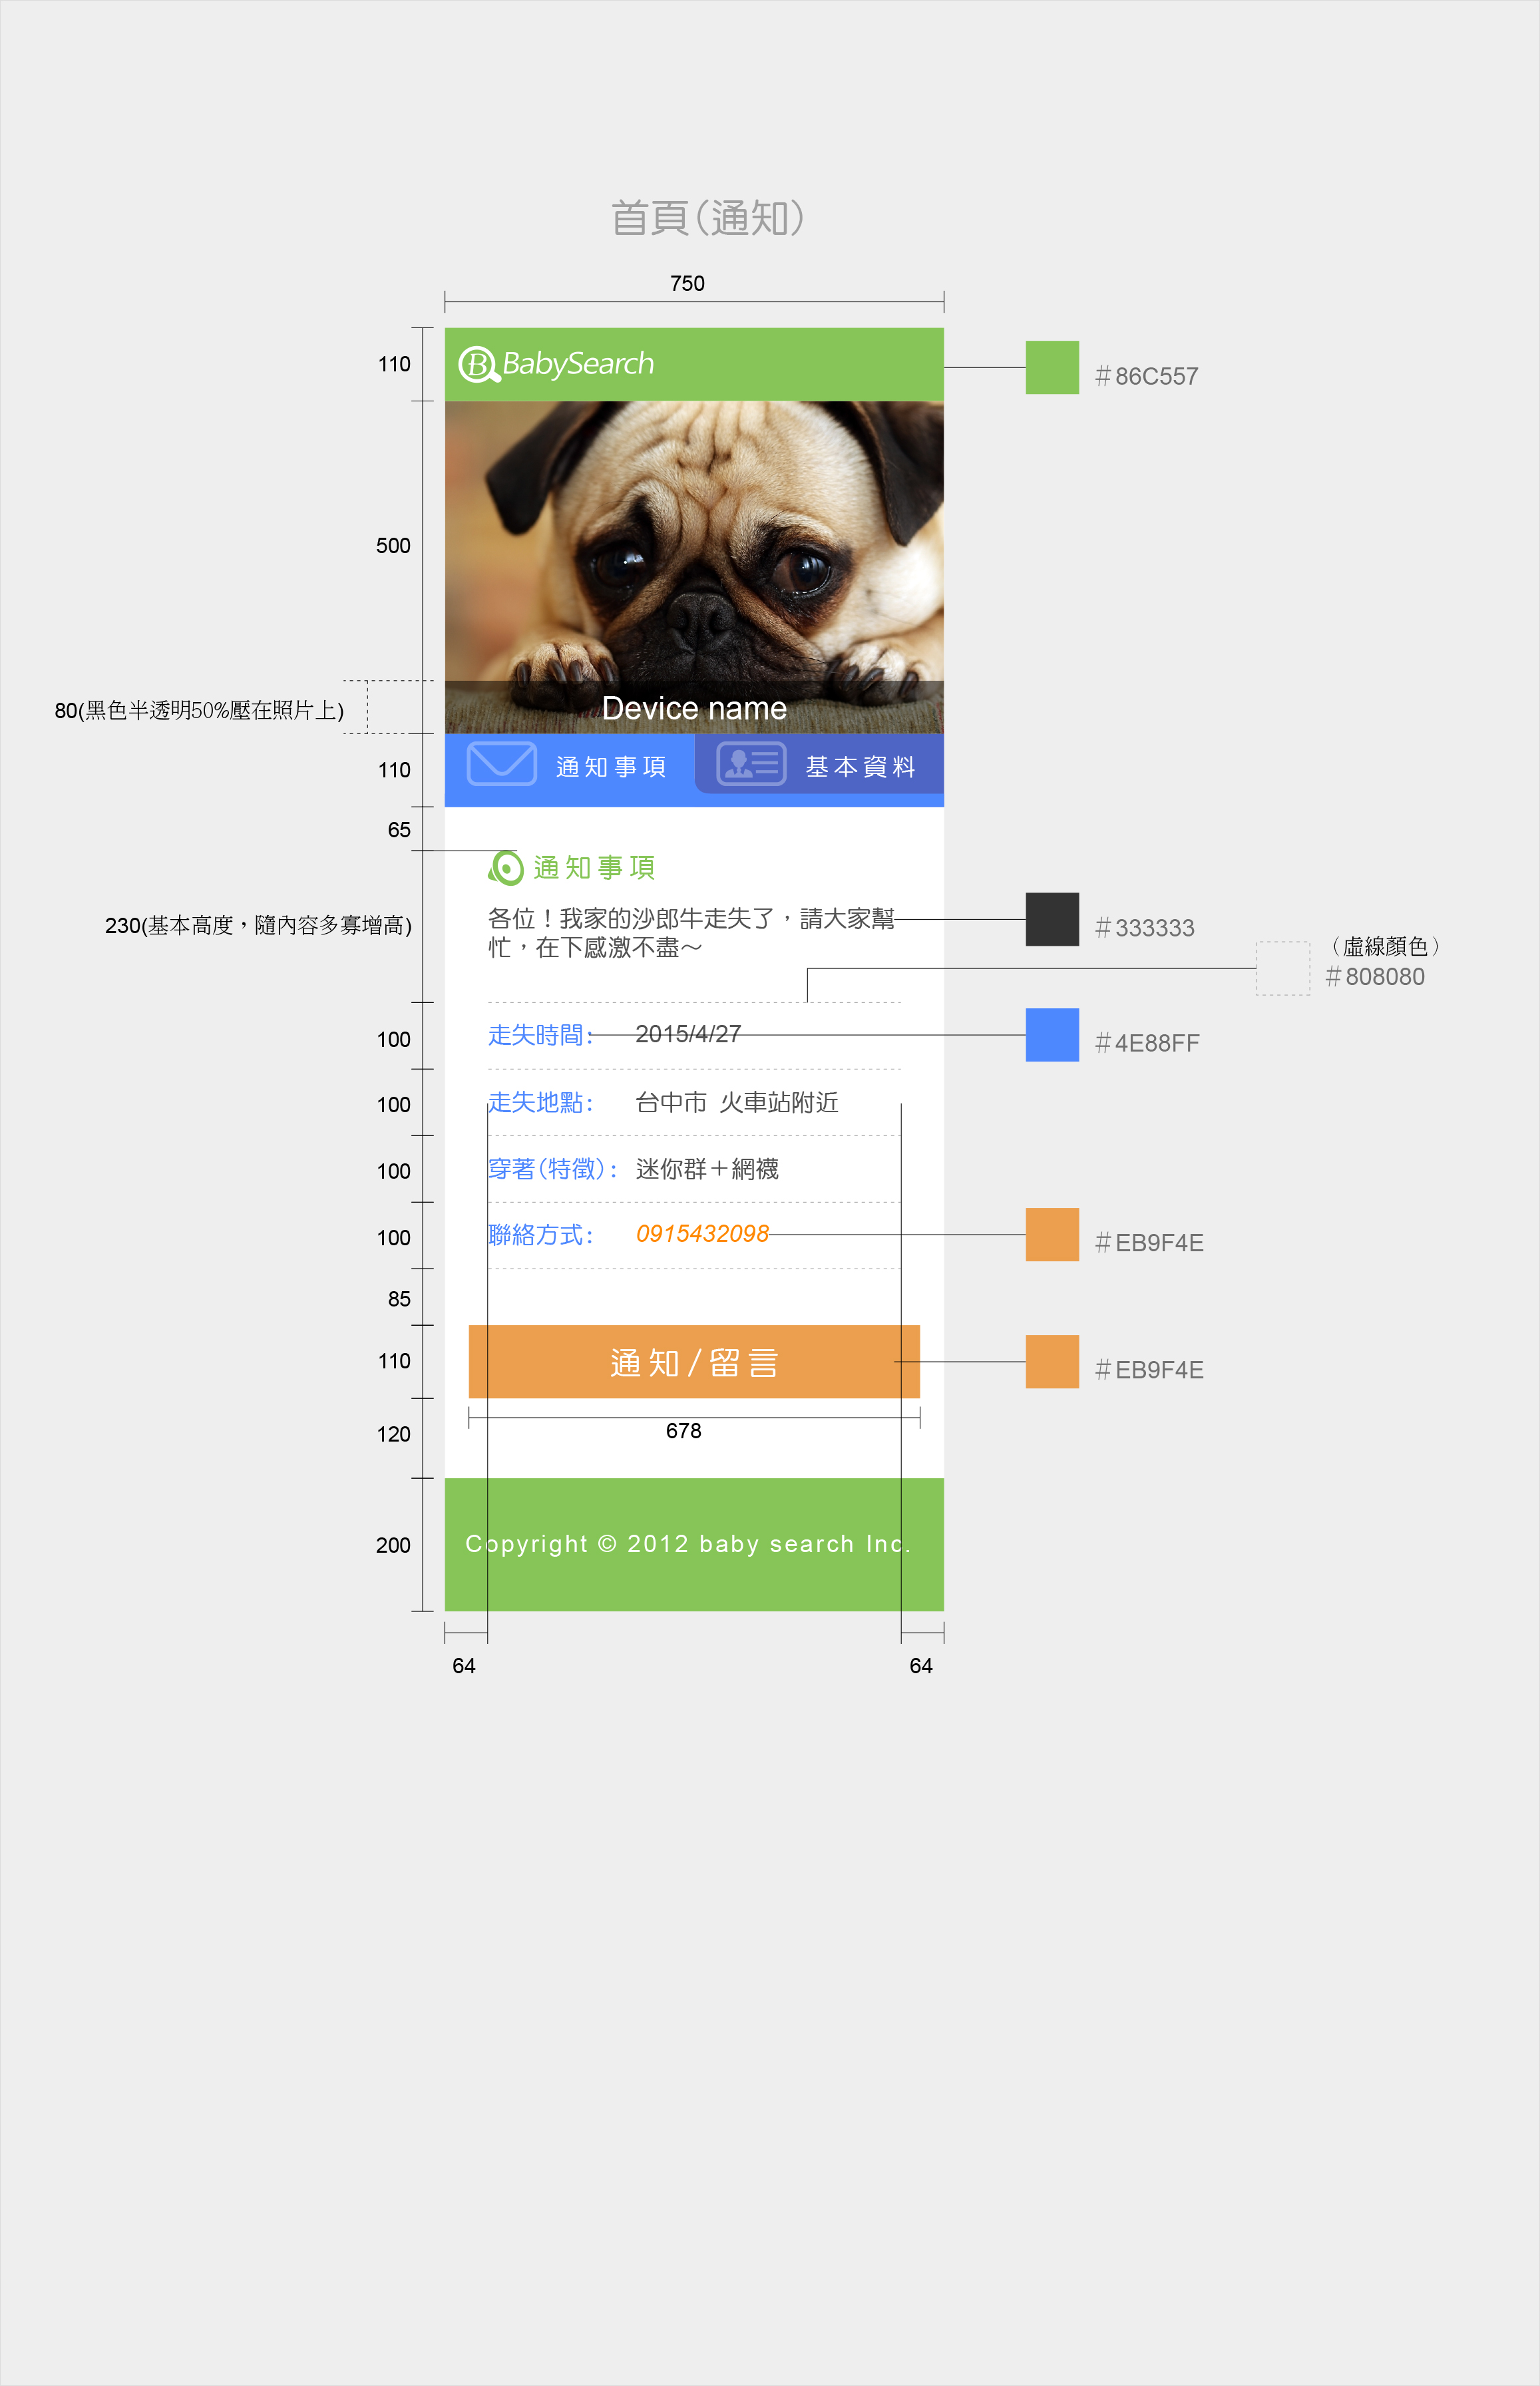 首頁(通知)
750
110
BabySearch
#86C557
500
80(黑色半透明50%壓在照片上)
Device name
110
通知事項
基本資料
65
通知事項
230(基本高度，隨內容多寡增高)
各位！我家的沙郎牛走失了，請大家幫
忙，在下感激不盡～
#333333
(虛線顏色)
#808080
100
走失時間: 2015/4/27
#4E88FF
100
走失地點: 台中市 火車站附近
100
穿著(特徵): 迷你群＋網襪
100
聯絡方式: 0915432098
#EB9F4E
85
110
通知/留言
#EB9F4E
678
120
200
Copyright © 2012 baby search Inc.
64
64